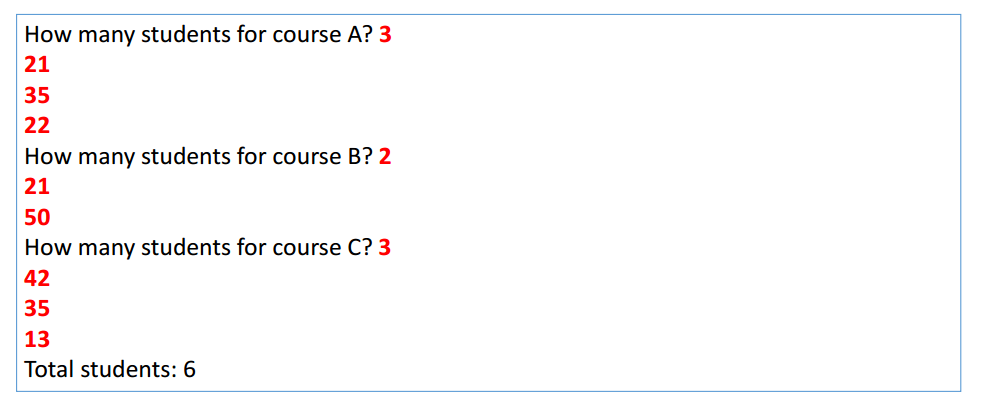 How many students for course A? 3
21
35
22
How many students for course B? 2
21
50
How many students for course C? 3
42
35
13
Total students: 6